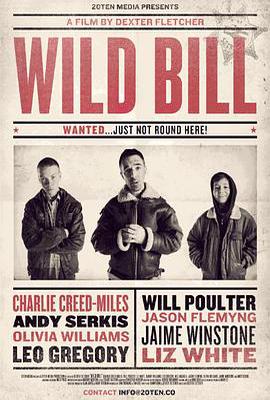 20TEN MEDIA PRESENTS
A FILM BY DEXTER FLETCHER
WILD BILL
WANTED...JUST NOT ROUND HERE!
CHARLIE CREED-MILES
ANDY SERKIS
OLIVIA WILLIAMS
LEO GREGORY
WILL POULTER
JASON FLEMYNG
JAIME WINSTONE
LIZ WHITE
CONTACT INFO@20TEN.CO